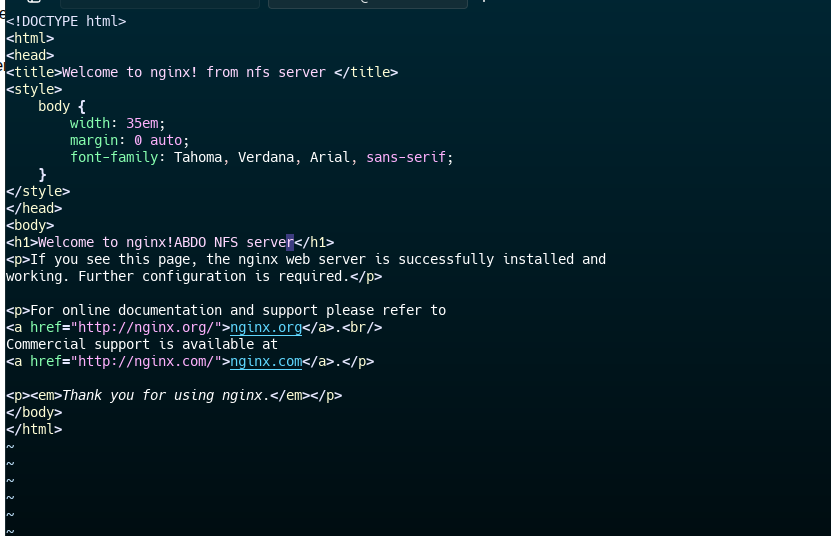 <!DOCTYPE html>
<html>
<head>
<title>Welcome to nginx! from nfs server </title>
<style>
    body {
        width: 35em;
        margin: 0 auto;
        font-family: Tahoma, Verdana, Arial, sans-serif;
    }
</style>
</head>
<body>
<h1>Welcome to nginx!ABDO NFS server</h1>
<p>If you see this page, the nginx web server is successfully installed and
working. Further configuration is required.</p>

<p>For online documentation and support please refer to
<a href="http://nginx.org/">nginx.org</a>.<br/>
Commercial support is available at
<a href="http://nginx.com/">nginx.com</a>.</p>

<p><em>Thank you for using nginx.</em></p>
</body>
</html>
~
~
~
~
~
~